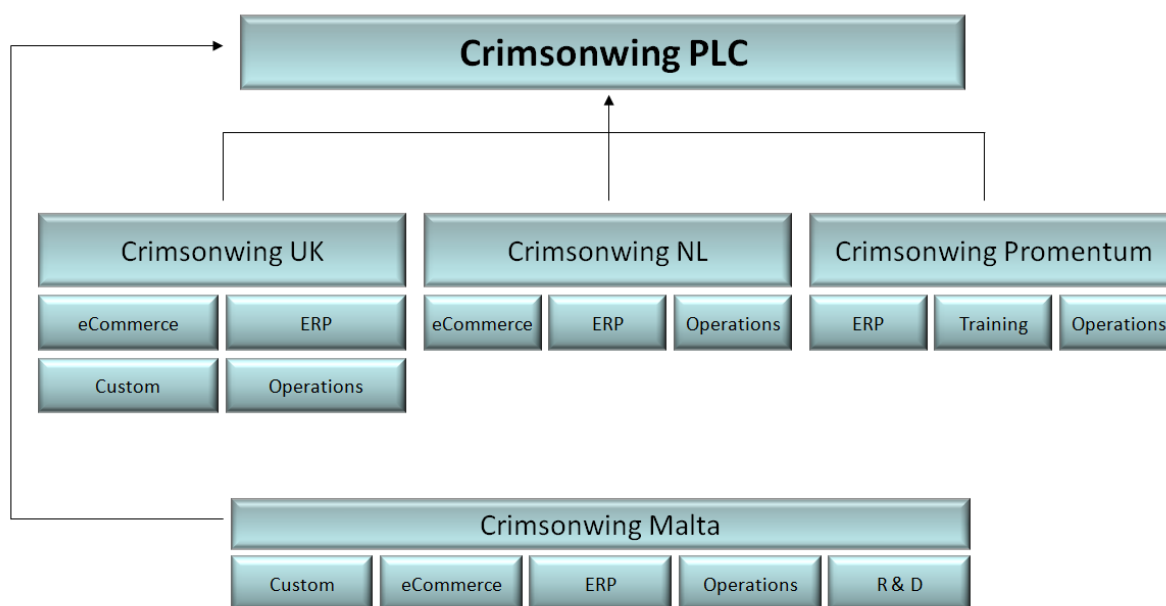 Crimsonwing PLC
Crimsonwing UK
eCommerce
ERP
Custom
Operations
Crimsonwing NL
eCommerce
ERP
Operations
Crimsonwing Promentum
ERP
Training
Operations
Crimsonwing Malta
Custom
eCommerce
ERP
Operations
R & D